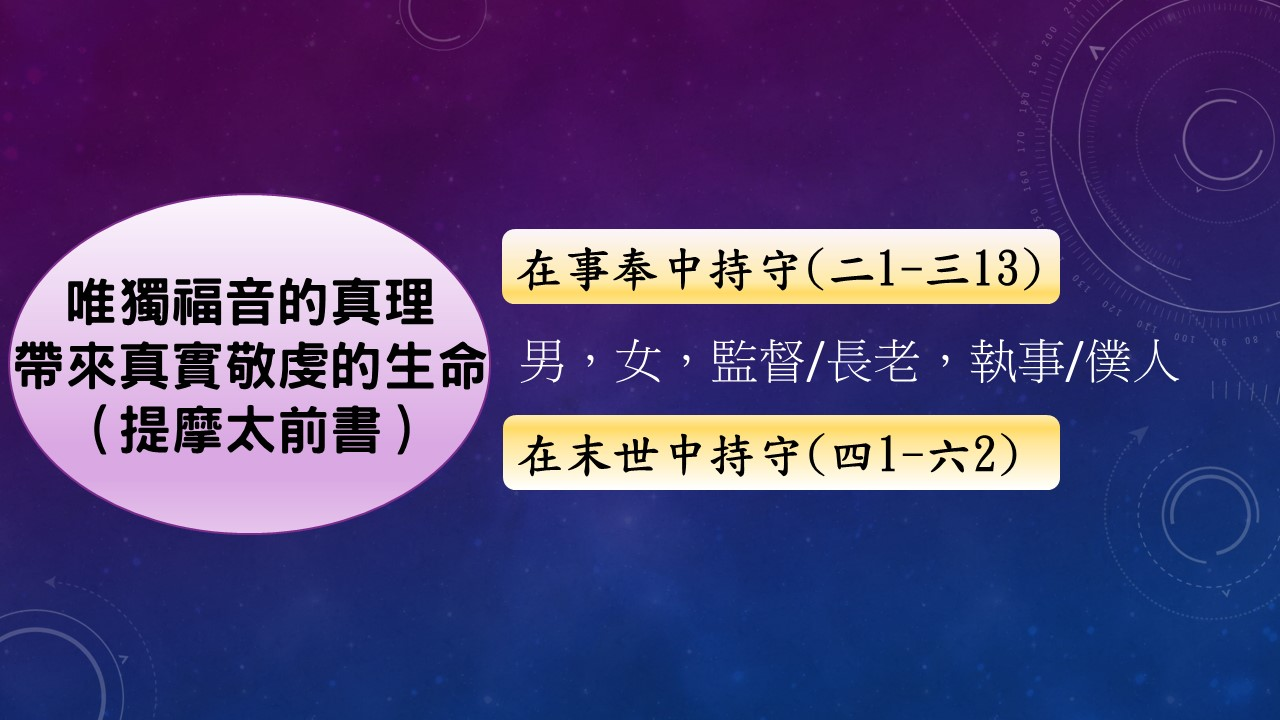 唯獨福音的真理
帶來真實敬虔的生命
（提摩太前書）
在事奉中持守(二1-三13)
男，女，監督/長老，執事/僕人
在末世中持守(四1-六2)